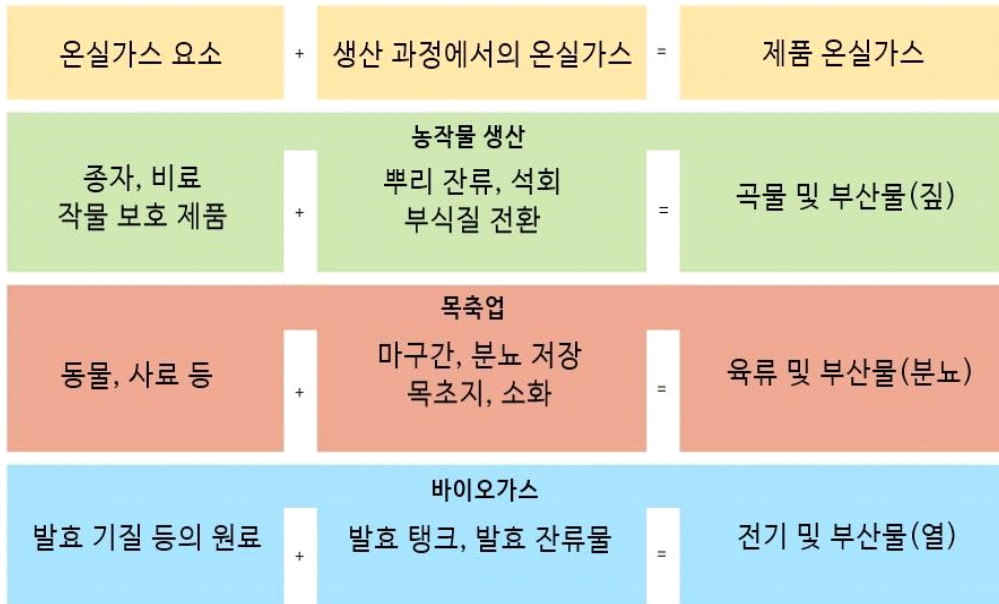 온실가스 요소 + 생산 과정에서의 온실가스 = 제품 온실가스
농작물 생산
종자, 비료
작물 보호 제품
+
뿌리 잔류, 석회
부식질 전환
=
곡물 및 부산물(짚)
목축업
동물, 사료 등
+
마구간, 분뇨 저장
목초지, 소화
=
육류 및 부산물(분뇨)
바이오가스
발효 기질 등의 원료
+
발효 탱크, 발효 잔류물
=
전기 및 부산물(열)